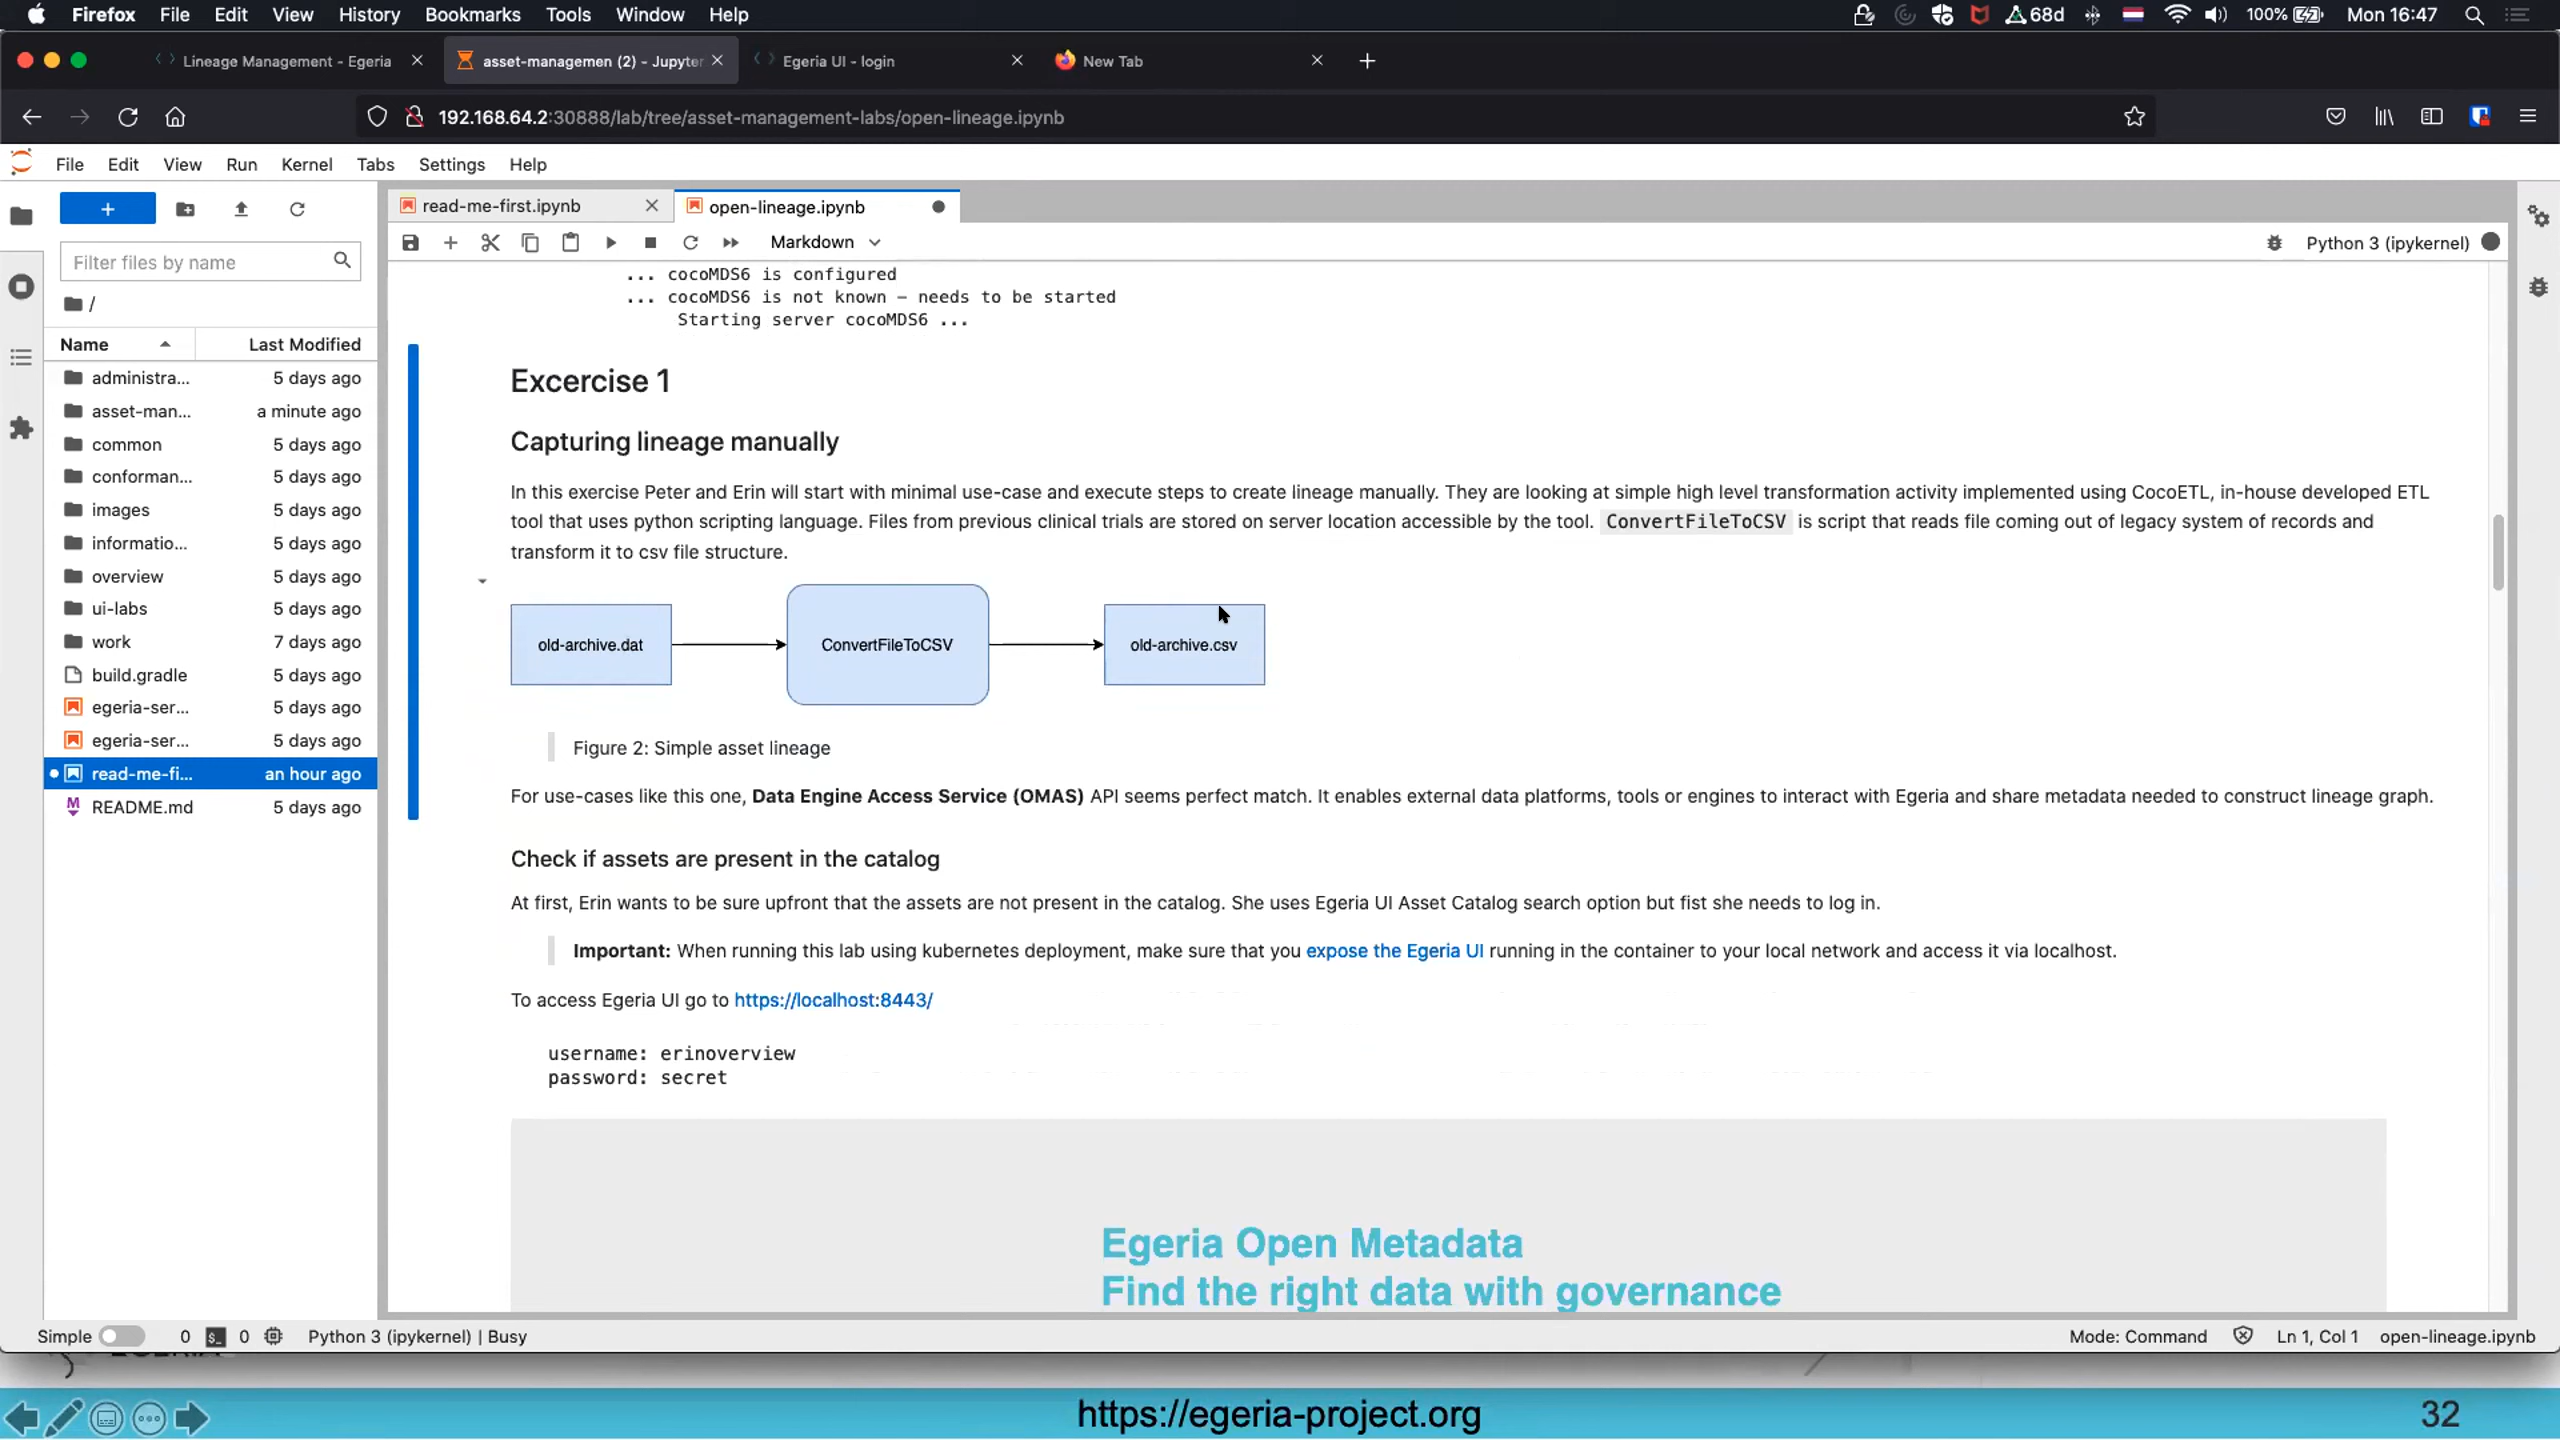 Firefox File Edit View History Bookmarks Tools Window Help 68d 100% Mon 16:47
Lineage Management - Egeria asset-managemen (2) - Jupyter Egeria UI - login New Tab
192.168.64.2:30888/lab/tree/asset-management-labs/open-lineage.ipynb
File Edit View Run Kernel Tabs Settings Help
read-me-first.ipynb open-lineage.ipynb
Markdown Python 3 (ipykernel)
Filter files by name
/
Name Last Modified
administra... 5 days ago
asset-man... a minute ago
common 5 days ago
conforman... 5 days ago
images 5 days ago
informatio... 5 days ago
overview 5 days ago
ui-labs 5 days ago
work 7 days ago
build.gradle 5 days ago
egeria-ser... 5 days ago
egeria-ser... 5 days ago
read-me-fi... an hour ago
README.md 5 days ago
... cocoMDS6 is configured
... cocoMDS6 is not known – needs to be started
Starting server cocoMDS6 ...
Excercise 1
Capturing lineage manually
In this exercise Peter and Erin will start with minimal use-case and execute steps to create lineage manually. They are looking at simple high level transformation activity implemented using CocoETL, in-house developed ETL
tool that uses python scripting language. Files from previous clinical trials are stored on server location accessible by the tool. ConvertFileToCSV is script that reads file coming out of legacy system of records and
transform it to csv file structure.
old-archive.dat ConvertFileToCSV old-archive.csv
Figure 2: Simple asset lineage
For use-cases like this one, Data Engine Access Service (OMAS) API seems perfect match. It enables external data platforms, tools or engines to interact with Egeria and share metadata needed to construct lineage graph.
Check if assets are present in the catalog
At first, Erin wants to be sure upfront that the assets are not present in the catalog. She uses Egeria UI Asset Catalog search option but fist she needs to log in.
Important: When running this lab using kubernetes deployment, make sure that you expose the Egeria UI running in the container to your local network and access it via localhost.
To access Egeria UI go to https://localhost:8443/
username: erinoverview
password: secret
Egeria Open Metadata
Find the right data with governance
Simple 0 0 Python 3 (ipykernel) | Busy Mode: Command Ln 1, Col 1 open-lineage.ipynb
https://egeria-project.org 32